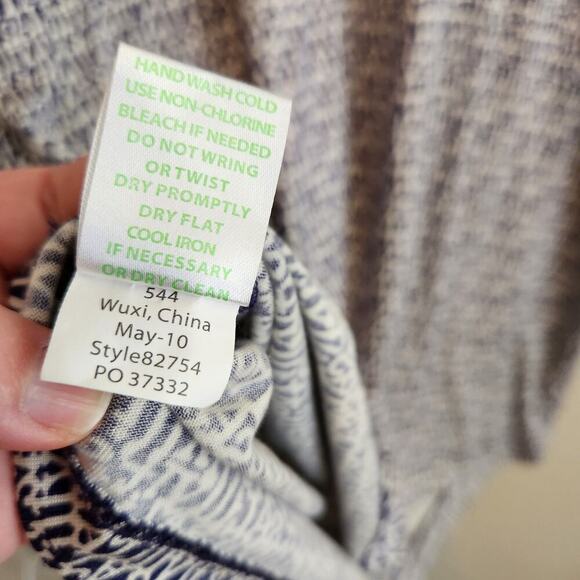 HAND WASH COLD
USE NON-CHLORINE
BLEACH IF NEEDED
DO NOT WRING
OR TWIST
DRY PROMPTLY
DRY FLAT
COOL IRON
IF NECESSARY
OR DRY CLEAN
544
Wuxi, China
May-10
Style82754
PO 37332